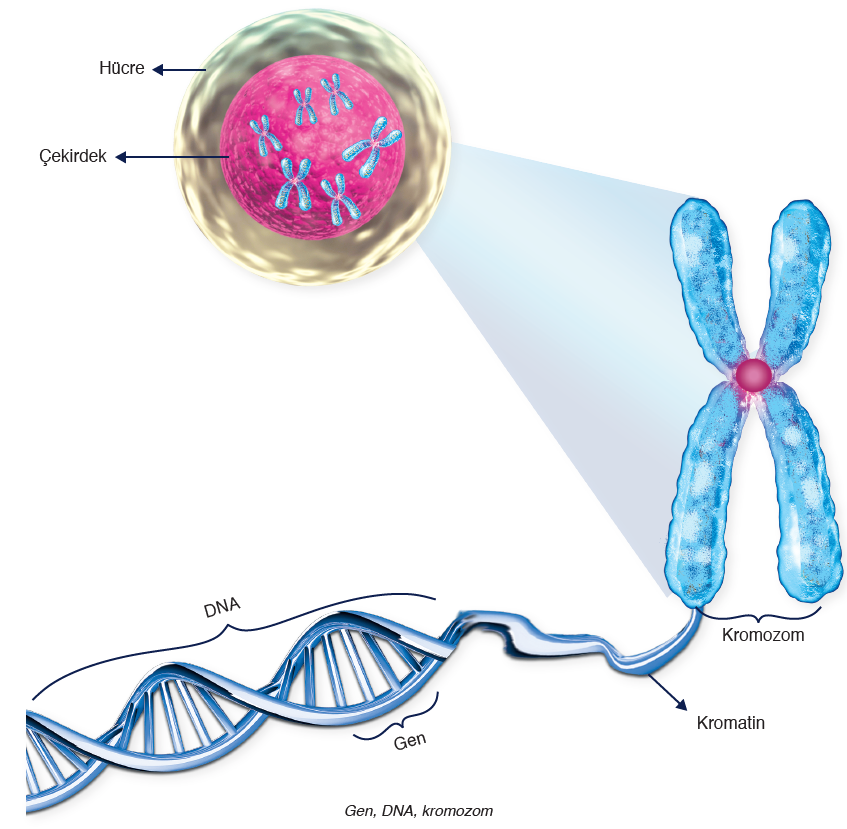 Hücre
Çekirdek
DNA
Kromozom
Kromatin
Gen
Gen, DNA, kromozom